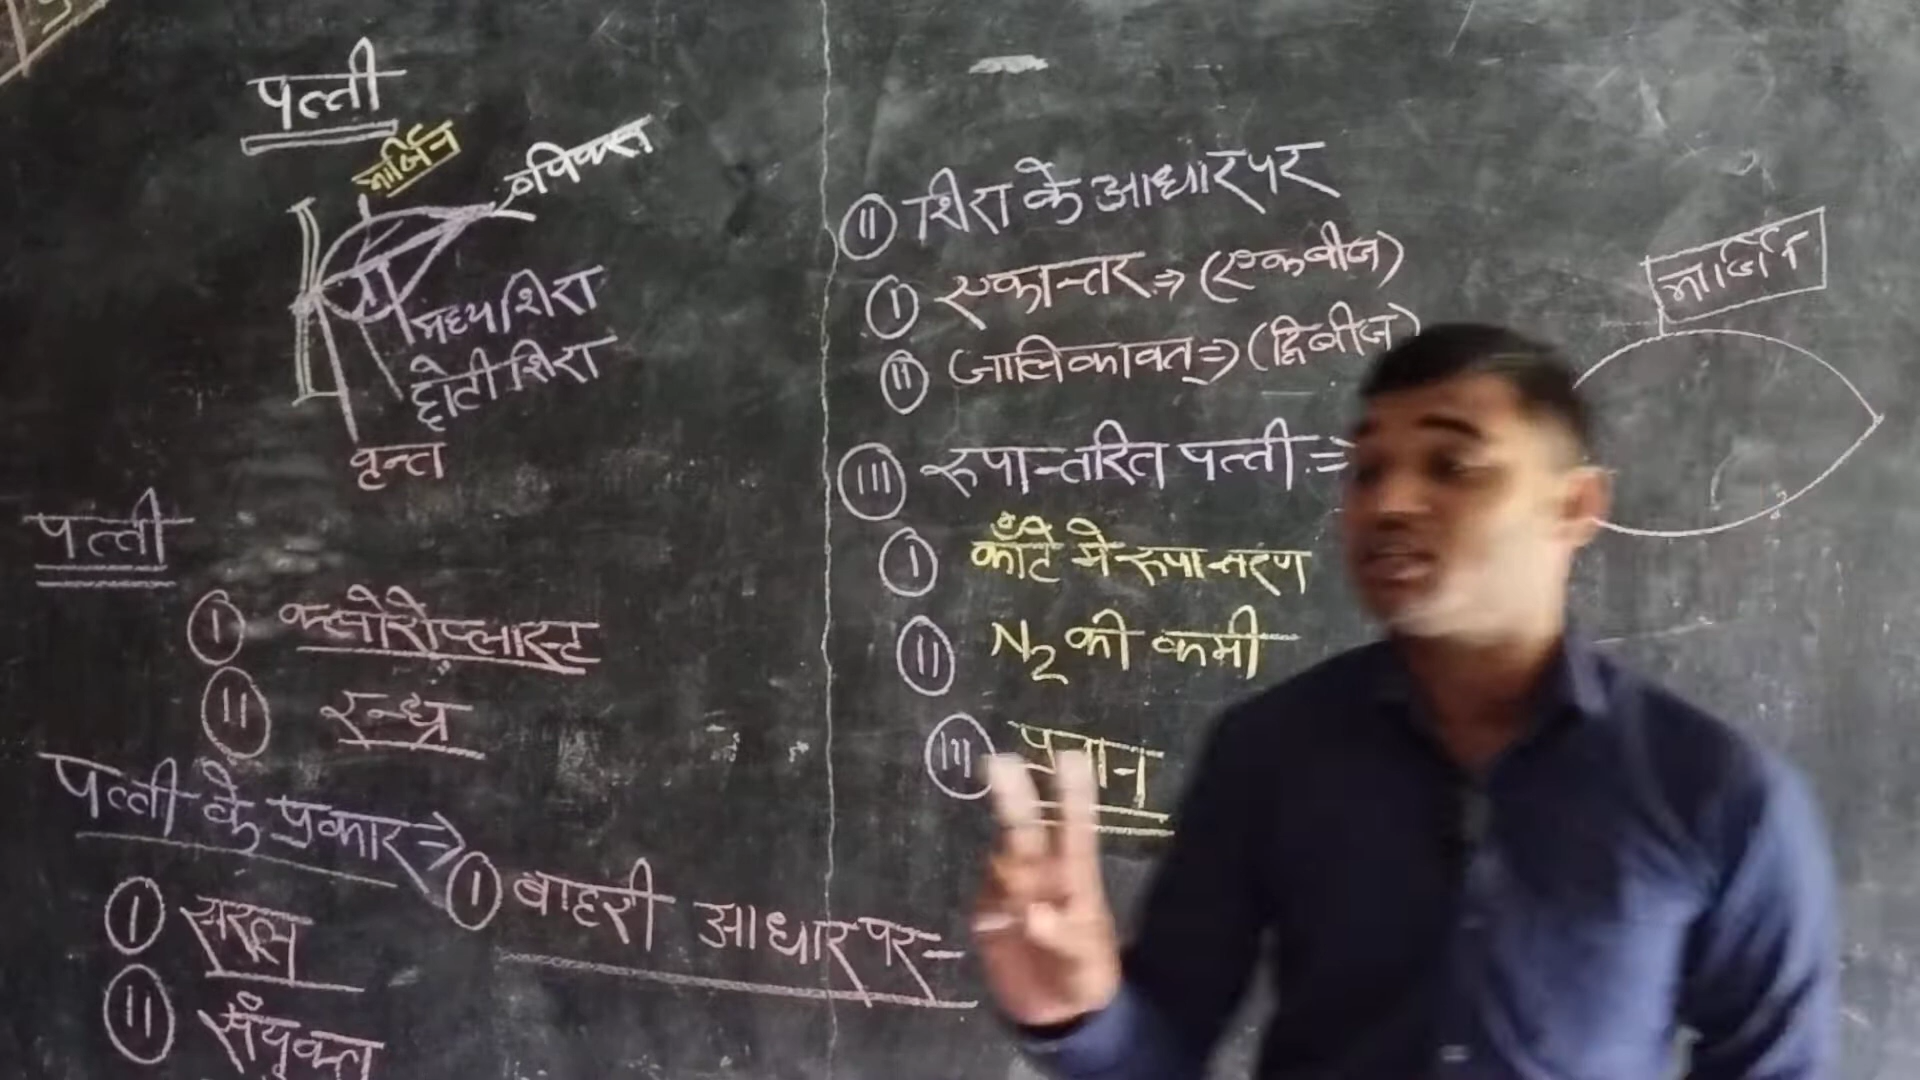 पत्ती
मार्जिन
एपिक्स
मध्यशिरा
छोटी शिरा
वृन्त
पत्ती
I क्लोरोप्लास्ट
II रन्ध्र
पत्ती के प्रकार→
I बाहरी आधार पर-
I सरल
II संयुक्त
II शिरा के आधार पर
I एकान्तर ⇒ (एकबीज)
II जालिकावत् ⇒ (द्विबीज)
III रूपान्तरित पत्ती :⇒
I काँटे मे रूपान्तरण
II N2 की कमी
III
मार्जिन